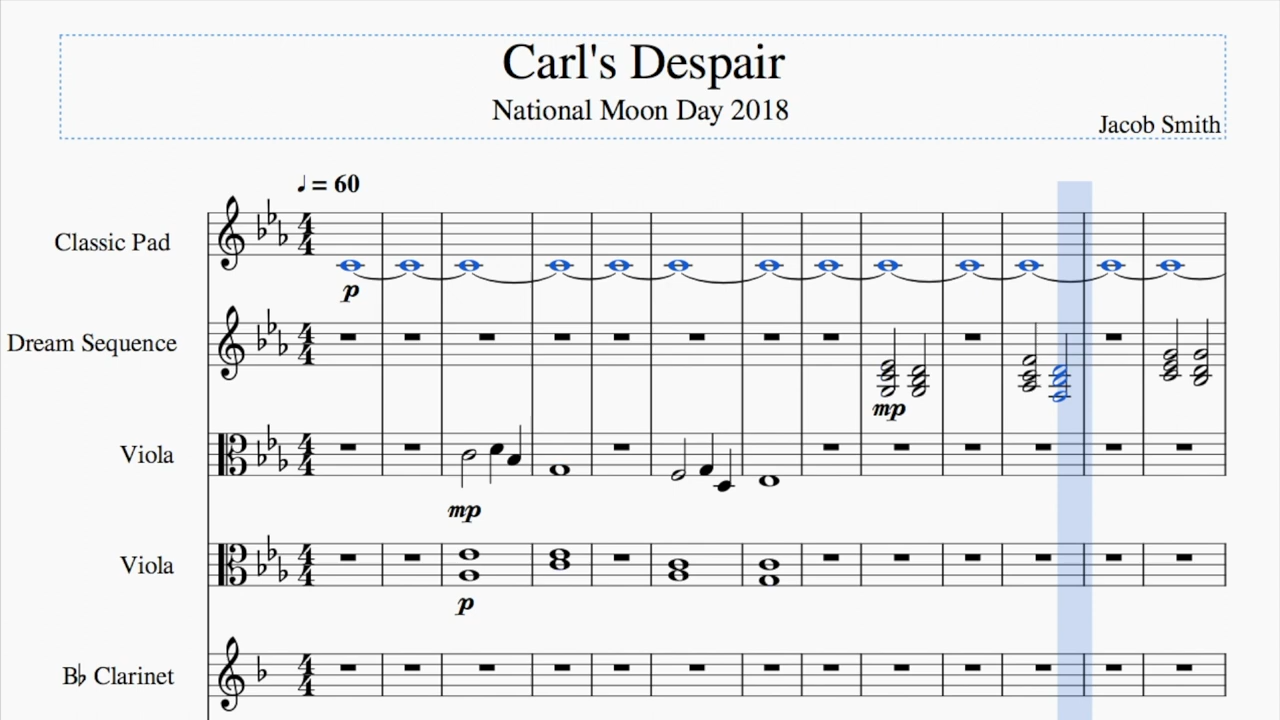 Carl's Despair
National Moon Day 2018
Jacob Smith
♩ = 60
Classic Pad
p
Dream Sequence
mp
Viola
mp
Viola
p
B♭ Clarinet